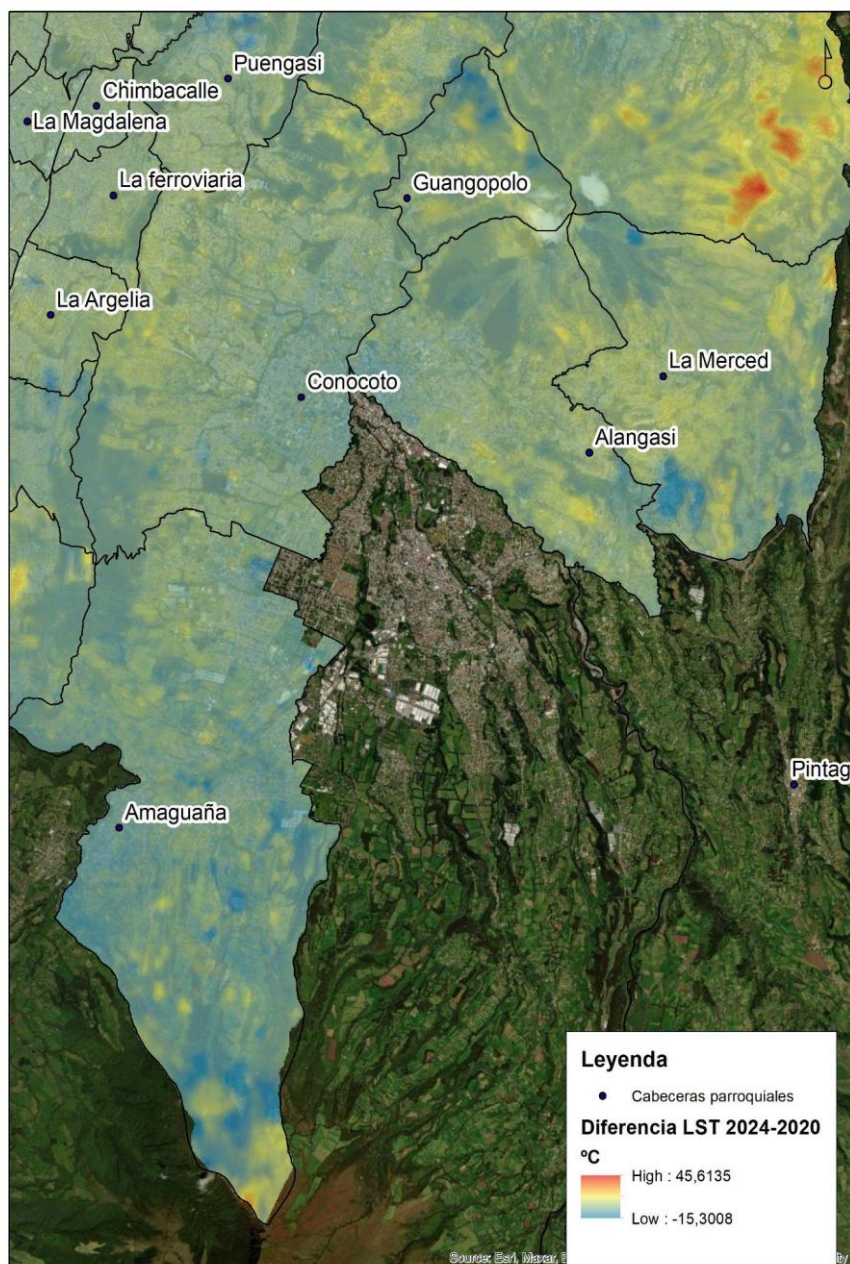 Puengasi
Chimbacalle
La Magdalena
La ferroviaria
Guangopolo
La Argelia
La Merced
Conocoto
Alangasi
Pintag
Amaguaña
Leyenda
Cabeceras parroquiales
Diferencia LST 2024-2020
ºC
High : 45,6135
Low : -15,3008
Source: Esri, Maxar,